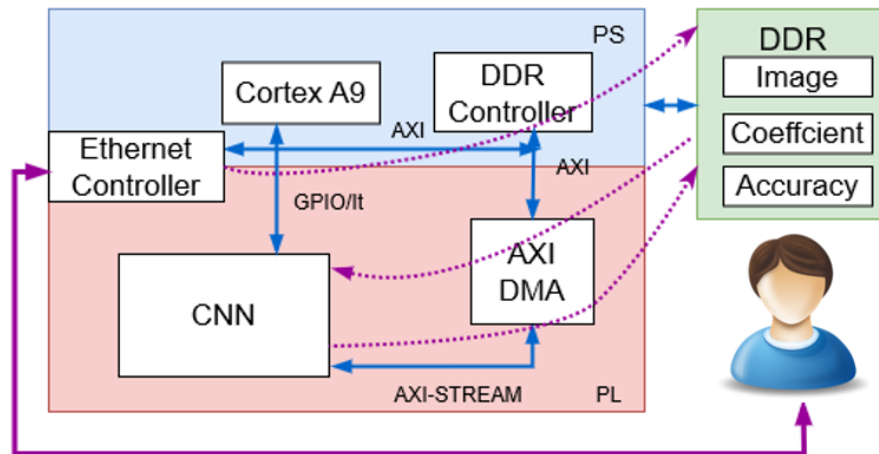 PS
DDR
Cortex A9
DDR
Controller
Image
AXI
Coeffcient
Ethernet
Controller
AXI
Accuracy
GPIO/It
AXI
DMA
CNN
AXI-STREAM
PL